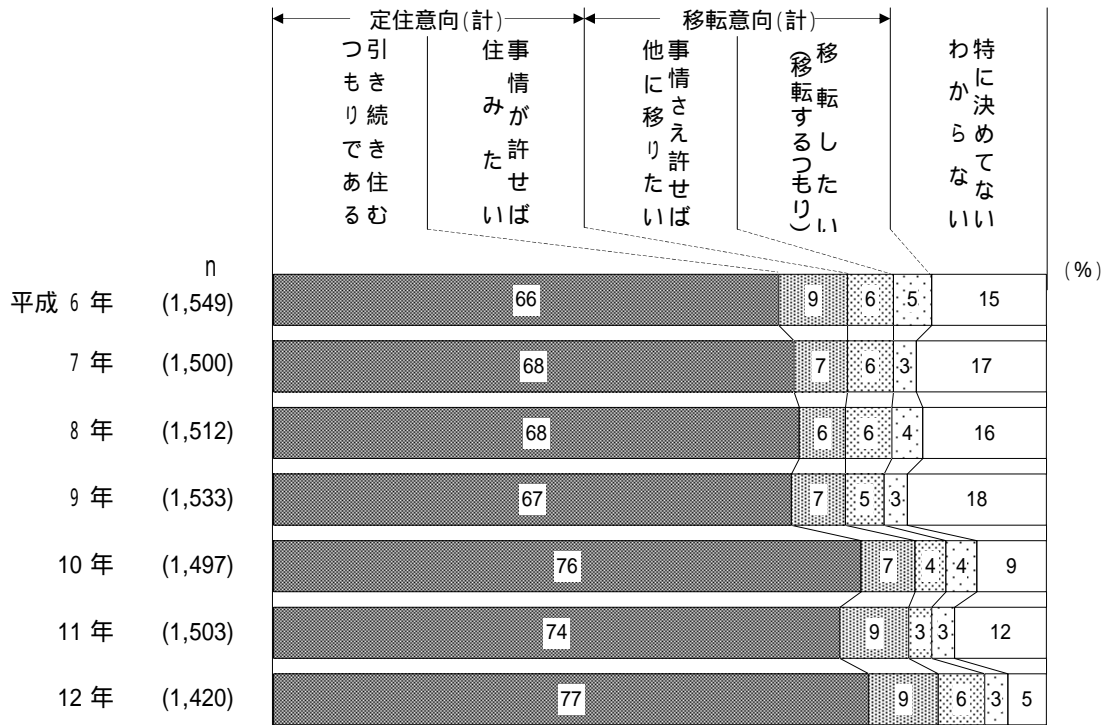 定住意向(計)
移転意向(計)
引き続き住む
つもりである
事情が許せば
住みたい
事情さえ許せば
他に移りたい
移転したい
(移転するつもり)
特に決めてない
わからない
n
(%)
平成 6 年 (1,549) 66 9 6 5 15
7 年 (1,500) 68 7 6 3 17
8 年 (1,512) 68 6 6 4 16
9 年 (1,533) 67 7 5 3 18
10 年 (1,497) 76 7 4 4 9
11 年 (1,503) 74 9 3 3 12
12 年 (1,420) 77 9 6 3 5